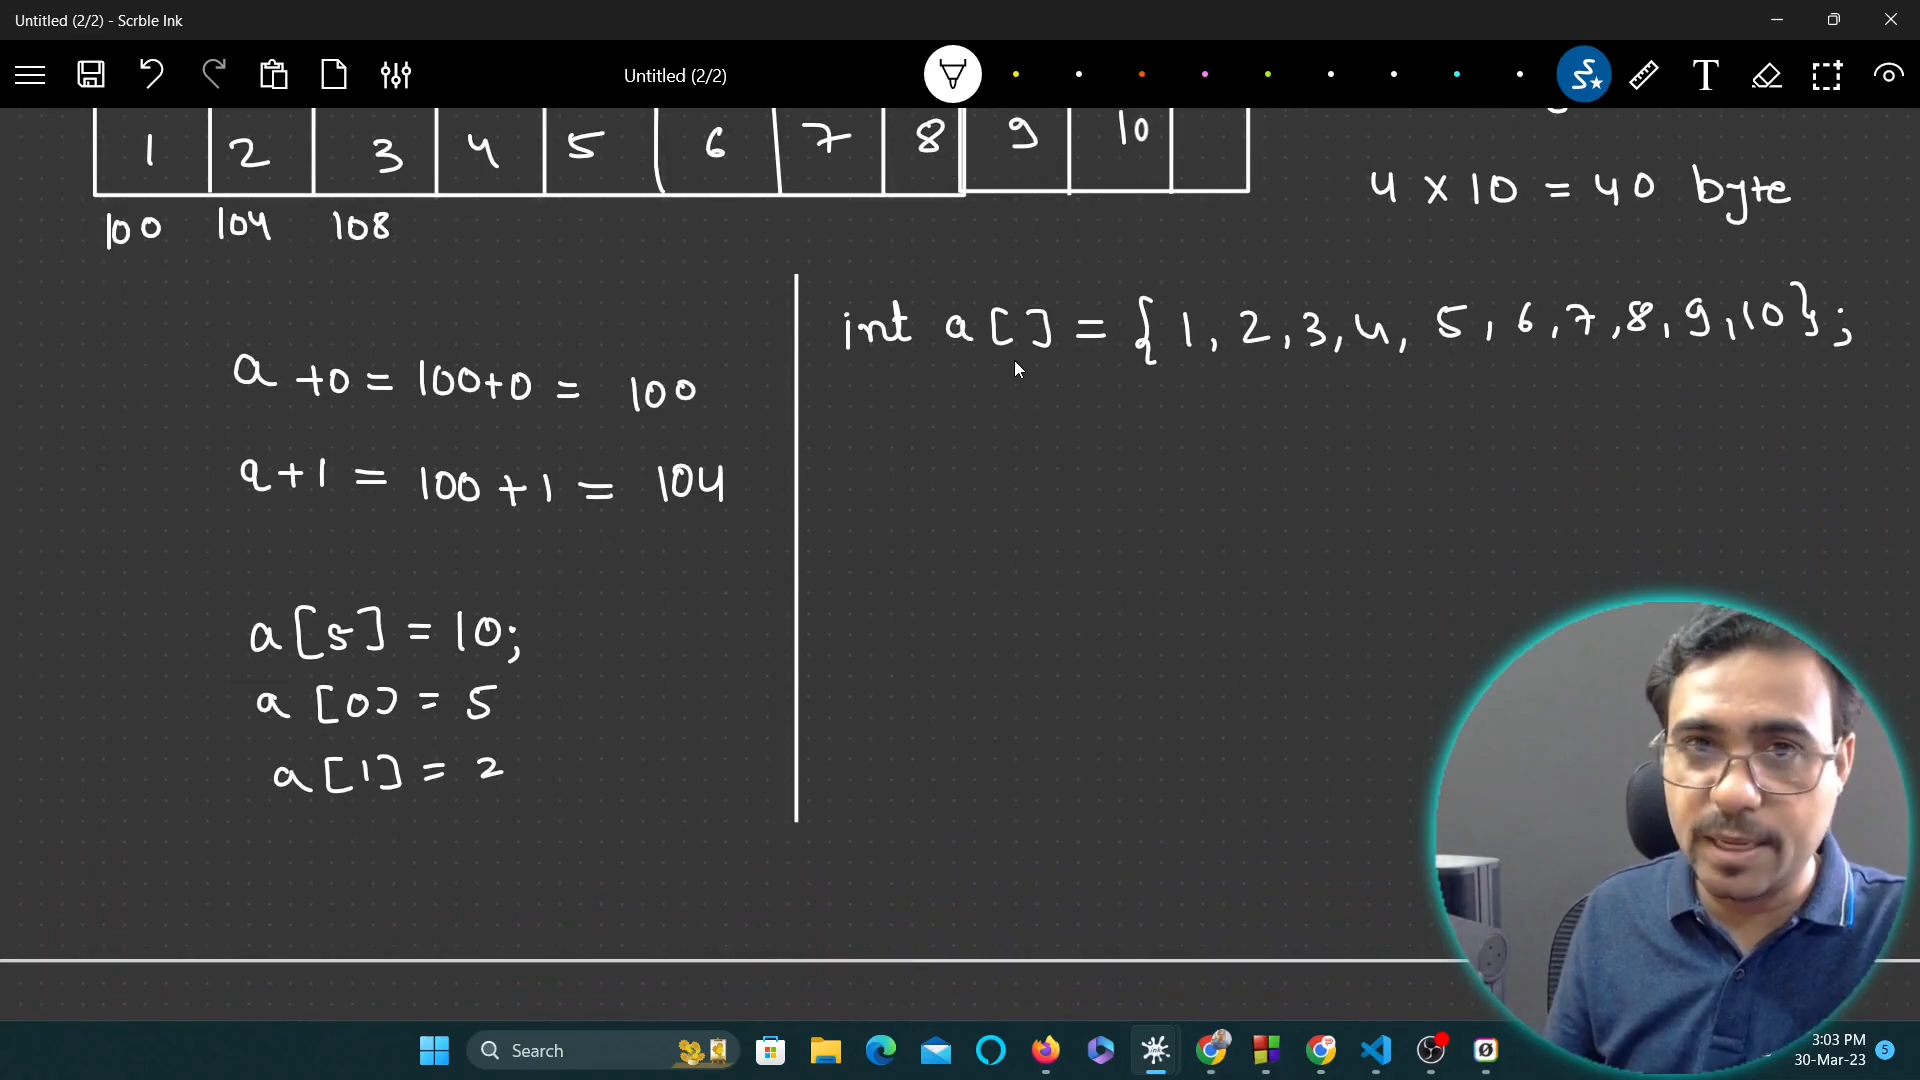 Untitled (2/2) - Scrble Ink
Untitled (2/2)
T
1 2 3 4 5 6 7 8 9 10
100 104 108
4 x 10 = 40 byte
int a[] = {1, 2, 3, 4, 5, 6, 7, 8, 9, 10};
a +0 = 100+0 = 100
a+1 = 100 + 1 = 104
a[5] = 10;
a[0] = 5
a[1] = 2
Search
3:03 PM
30-Mar-23
5